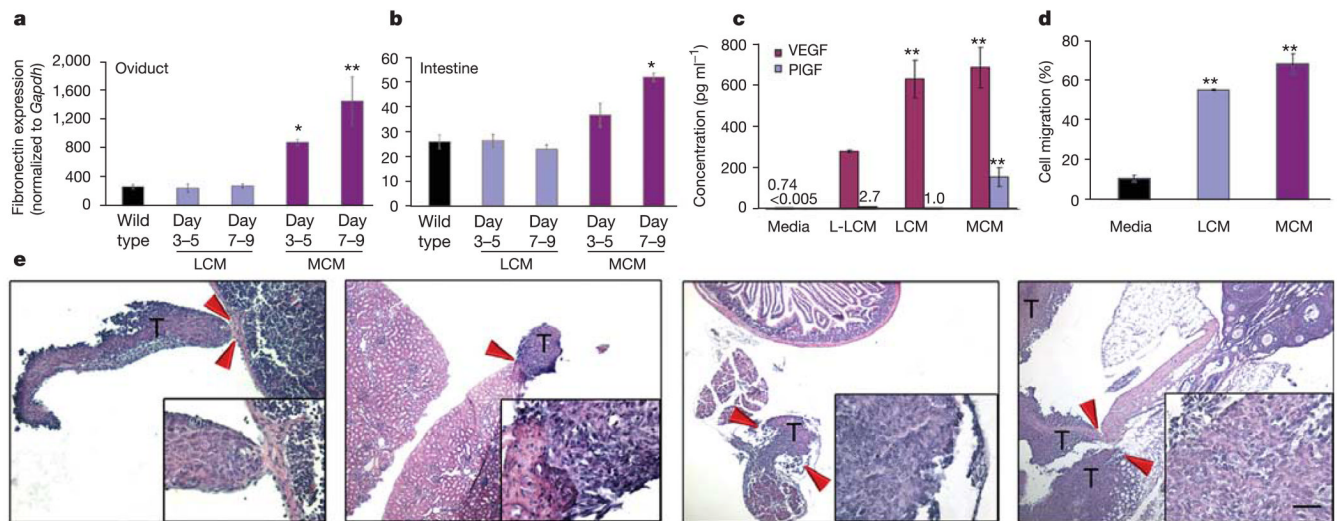 a
Fibronectin expression
(normalized to Gapdh)
2,000
1,600
1,200
800
400
0
Oviduct
*
**
Wild
type
Day
3–5
Day
7–9
Day
3–5
Day
7–9
LCM
MCM
b
60
50
40
30
20
10
0
Intestine
*
Wild
type
Day
3–5
Day
7–9
Day
3–5
Day
7–9
LCM
MCM
c
Concentration (pg ml⁻¹)
800
600
400
200
0
VEGF
PlGF
**
**
**
0.74
<0.005
2.7
1.0
Media
L-LCM
LCM
MCM
d
Cell migration (%)
80
60
40
20
0
**
**
Media
LCM
MCM
e
T
T
T
T
T
T